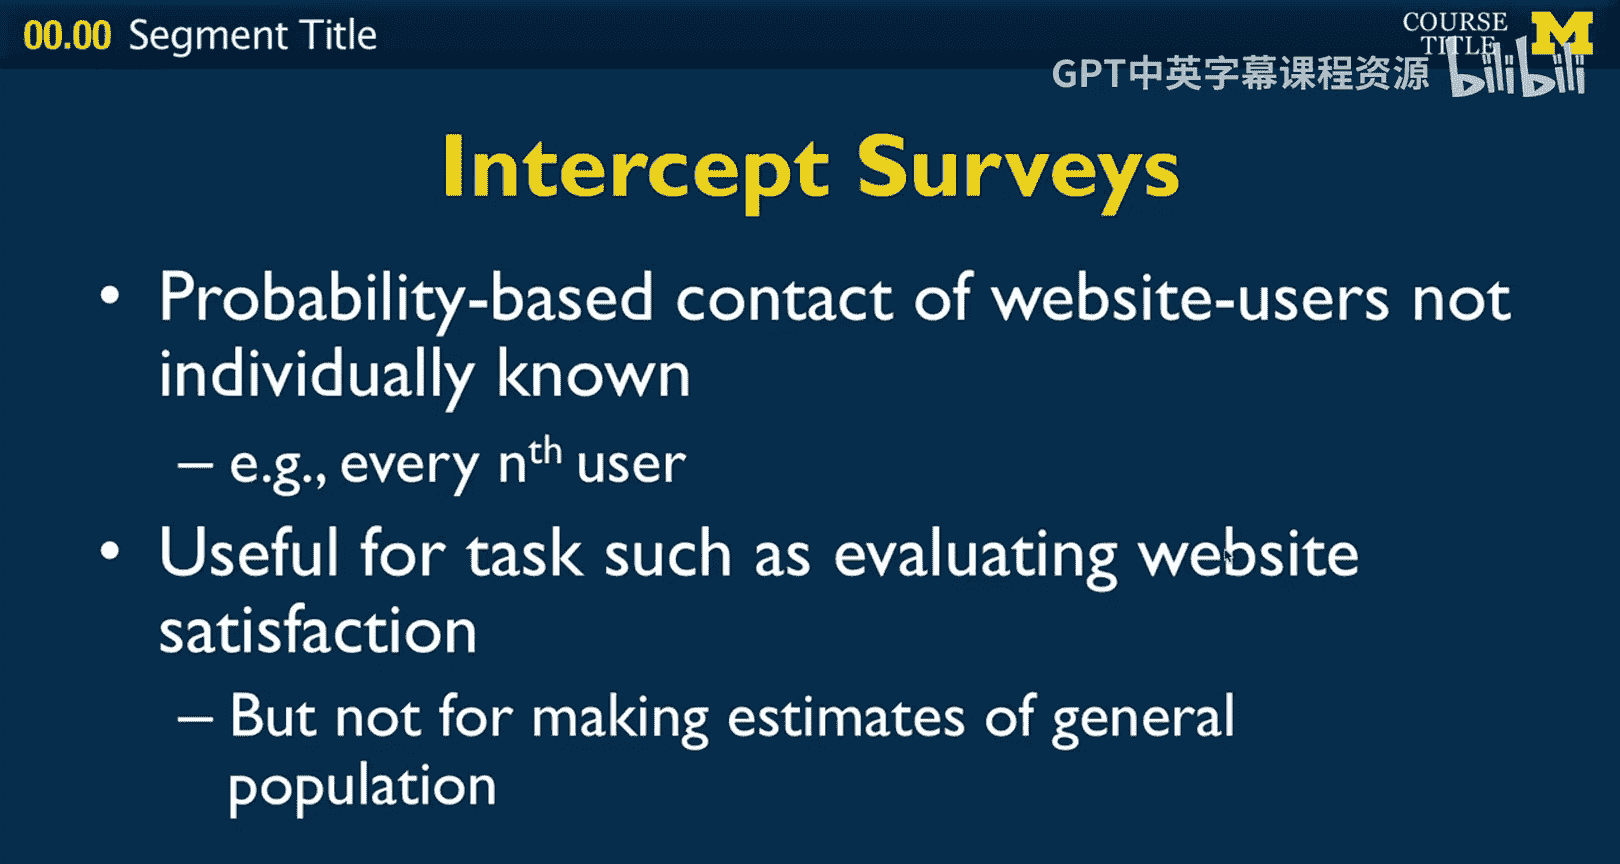 00.00 Segment Title
COURSE
TITLE
M
GPT中英字幕课程资源 bilibili
Intercept Surveys
• Probability-based contact of website-users not
individually known
– e.g., every nth user
• Useful for task such as evaluating website
satisfaction
– But not for making estimates of general
population